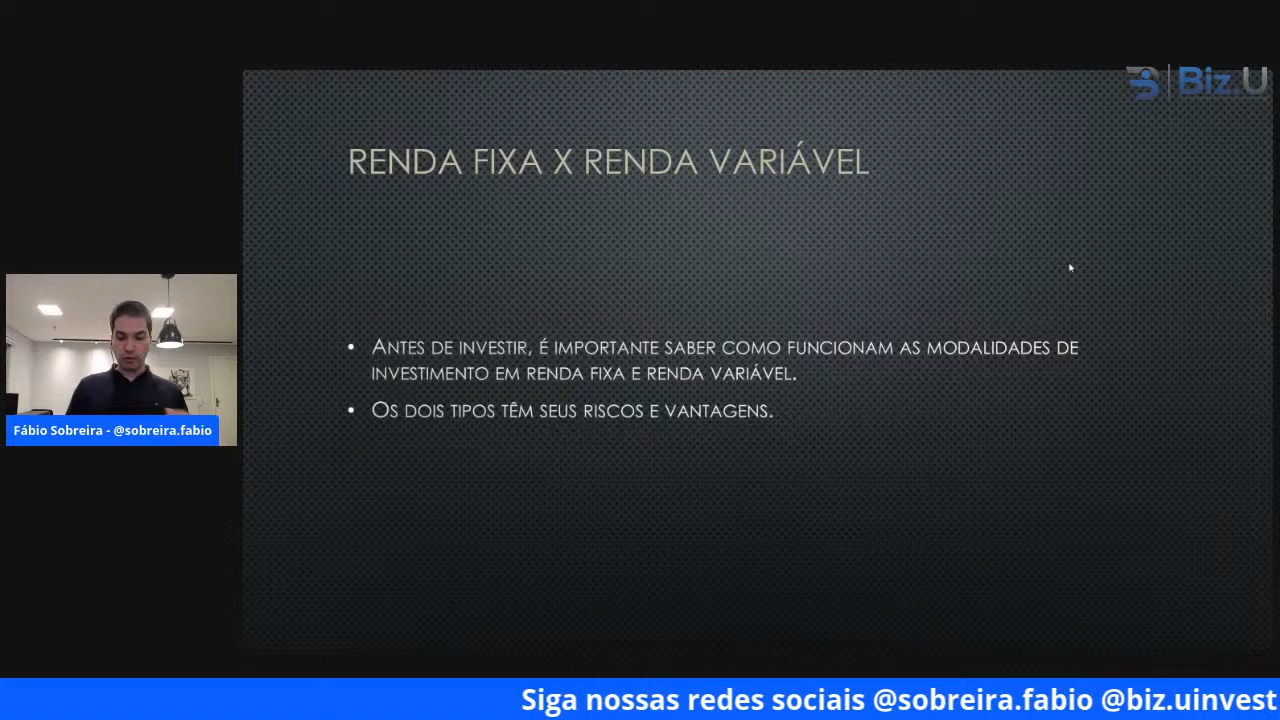 Biz.U
RENDA FIXA X RENDA VARIÁVEL
• ANTES DE INVESTIR, É IMPORTANTE SABER COMO FUNCIONAM AS MODALIDADES DE
INVESTIMENTO EM RENDA FIXA E RENDA VARIÁVEL.
• OS DOIS TIPOS TÊM SEUS RISCOS E VANTAGENS.
Fábio Sobreira - @sobreira.fabio
Siga nossas redes sociais @sobreira.fabio @biz.uinvest